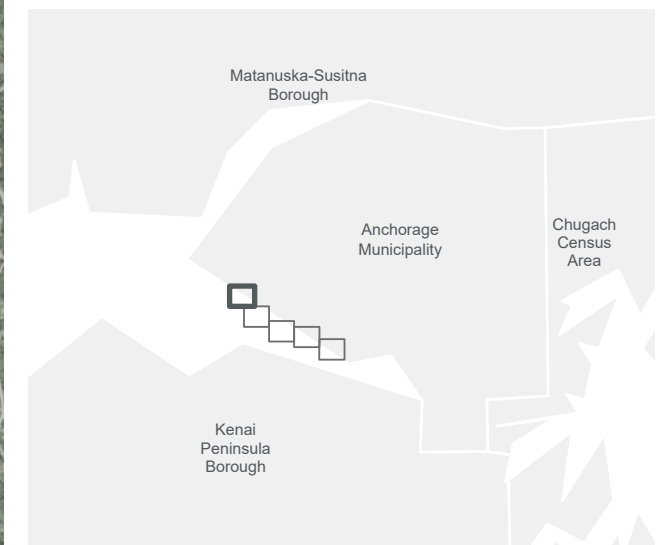 Matanuska-Susitna
Borough
Anchorage
Municipality
Chugach
Census
Area
Kenai
Peninsula
Borough